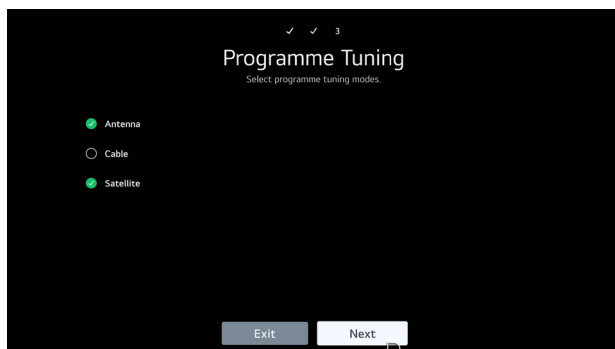 3
Programme Tuning
Select programme tuning modes.
Antenna
Cable
Satellite
Exit Next